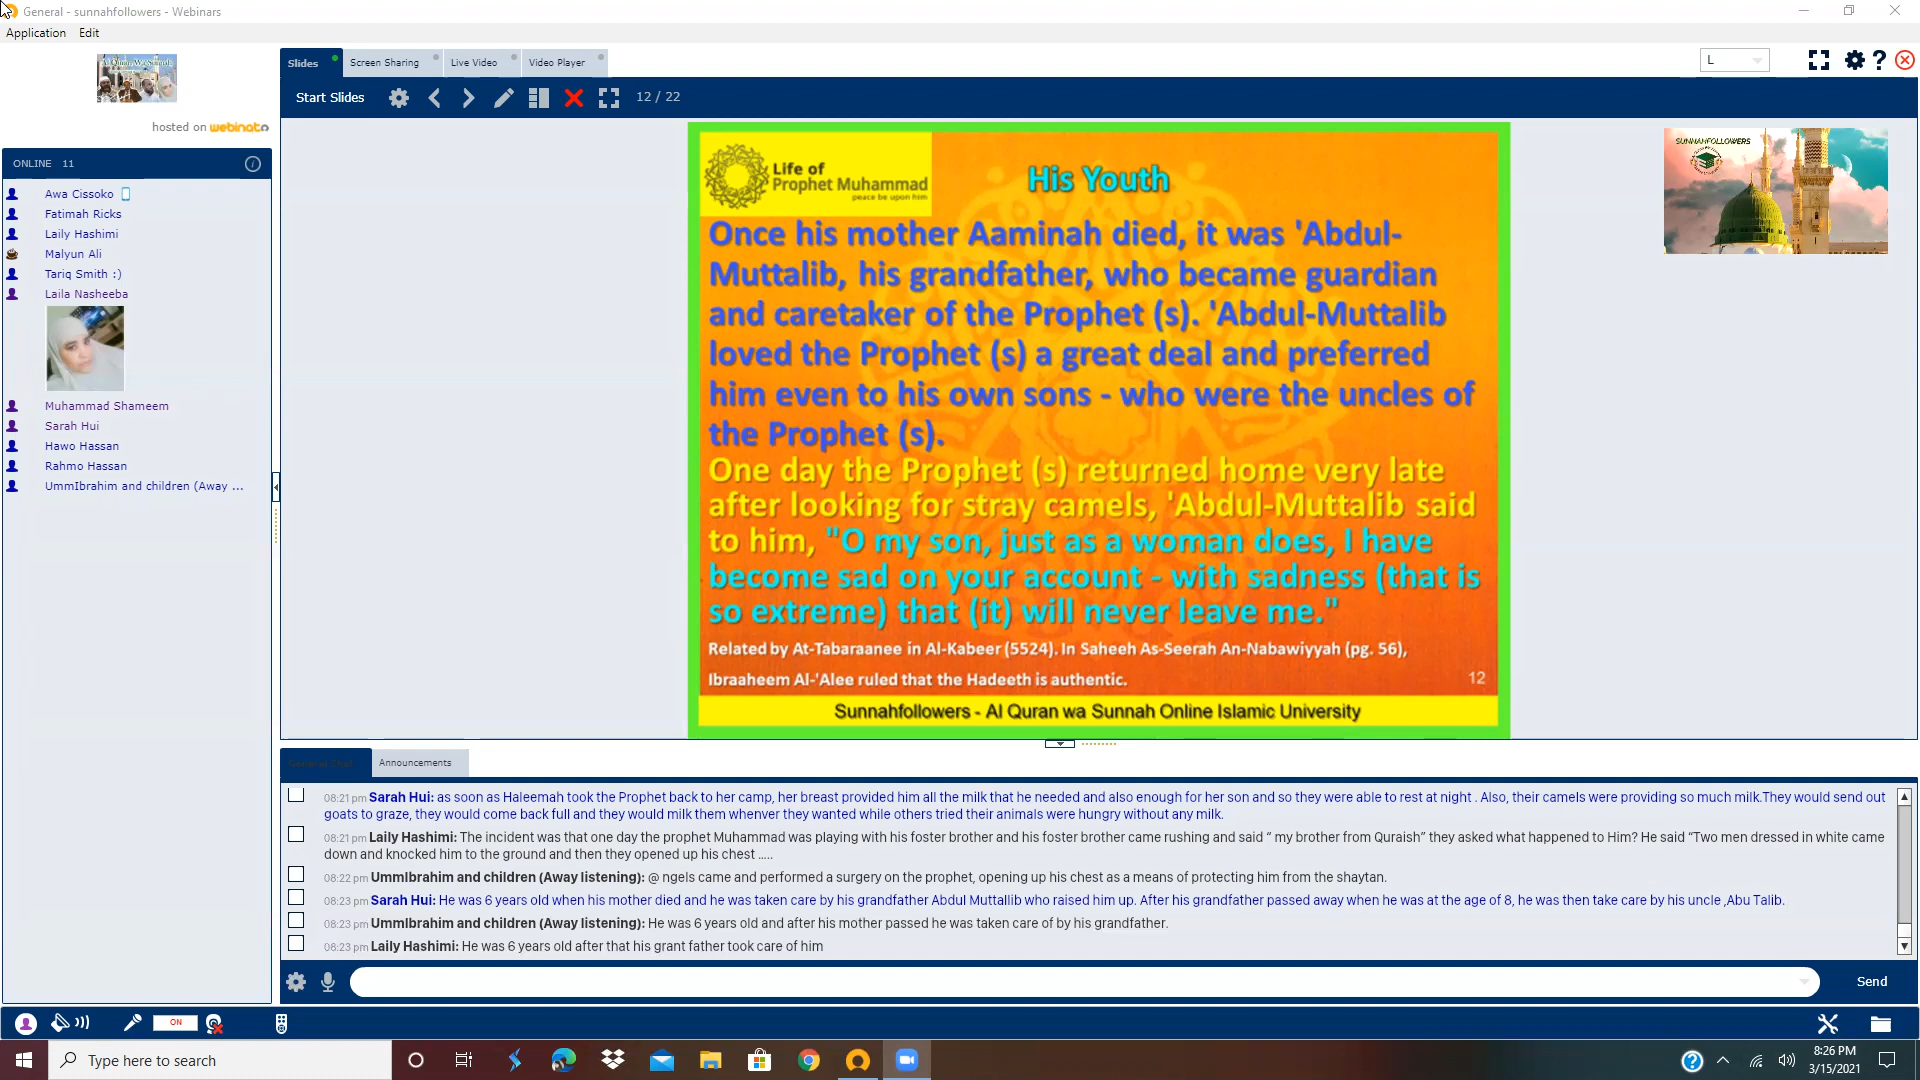 General - sunnahfollowers - Webinars
Application Edit
hosted on webinato
ONLINE 11
Awa Cissoko
Fatimah Ricks
Laily Hashimi
Malyun Ali
Tariq Smith :)
Laila Nasheeba
Muhammad Shameem
Sarah Hui
Hawo Hassan
Rahmo Hassan
UmmIbrahim and children (Away ...
Slides Screen Sharing Live Video Video Player
L
Start Slides 12 / 22
Life of
Prophet Muhammad
peace be upon him
His Youth
Once his mother Aaminah died, it was 'Abdul-
Muttalib, his grandfather, who became guardian
and caretaker of the Prophet (s). 'Abdul-Muttalib
loved the Prophet (s) a great deal and preferred
him even to his own sons - who were the uncles of
the Prophet (s).
One day the Prophet (s) returned home very late
after looking for stray camels, 'Abdul-Muttalib said
to him, "O my son, just as a woman does, I have
become sad on your account - with sadness (that is
so extreme) that (it) will never leave me."
Related by At-Tabaraanee in Al-Kabeer (5524). In Saheeh As-Seerah An-Nabawiyyah (pg. 56),
Ibraaheem Al-'Alee ruled that the Hadeeth is authentic.
12
Sunnahfollowers - Al Quran wa Sunnah Online Islamic University
SUNNAHFOLLOWERS
General Chat Announcements
08:21 pm Sarah Hui: as soon as Haleemah took the Prophet back to her camp, her breast provided him all the milk that he needed and also enough for her son and so they were able to rest at night . Also, their camels were providing so much milk.They would send out
goats to graze, they would come back full and they would milk them whenver they wanted while others tried their animals were hungry without any milk.
08:21 pm Laily Hashimi: The incident was that one day the prophet Muhammad was playing with his foster brother and his foster brother came rushing and said “ my brother from Quraish” they asked what happened to Him? He said “Two men dressed in white came
down and knocked him to the ground and then they opened up his chest .....
08:22 pm UmmIbrahim and children (Away listening): @ ngels came and performed a surgery on the prophet, opening up his chest as a means of protecting him from the shaytan.
08:23 pm Sarah Hui: He was 6 years old when his mother died and he was taken care by his grandfather Abdul Muttallib who raised him up. After his grandfather passed away when he was at the age of 8, he was then take care by his uncle ,Abu Talib.
08:23 pm UmmIbrahim and children (Away listening): He was 6 years old and after his mother passed he was taken care of by his grandfather.
08:23 pm Laily Hashimi: He was 6 years old after that his grant father took care of him
Send
ON
Type here to search
8:26 PM
3/15/2021